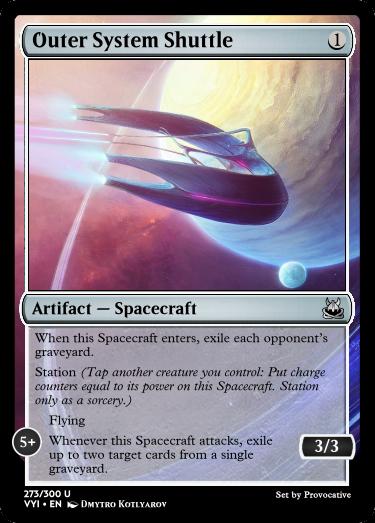 Outer System Shuttle 1
Artifact — Spacecraft
When this Spacecraft enters, exile each opponent's
graveyard.
Station (Tap another creature you control: Put charge
counters equal to its power on this Spacecraft. Station
only as a sorcery.)
Flying
5+ Whenever this Spacecraft attacks, exile
up to two target cards from a single
graveyard.
3/3
273/300 U
VYI • EN Dmytro Kotlyarov
Set by Provocative